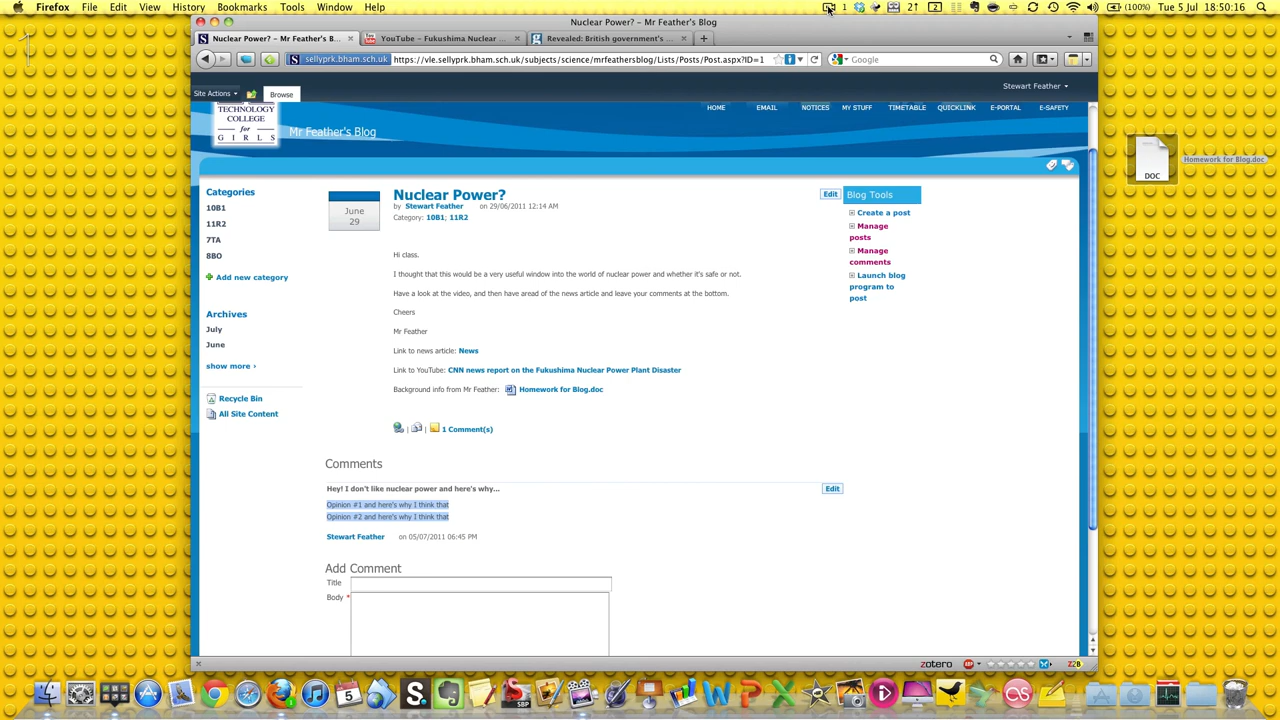 Firefox File Edit View History Bookmarks Tools Window Help
1 2 (100%) Tue 5 Jul 18:50:16
Nuclear Power? – Mr Feather's Blog
Nuclear Power? – Mr Feather's B...
YouTube – Fukushima Nuclear ...
Revealed: British government's ...
sellyprk.bham.sch.uk https://vle.sellyprk.bham.sch.uk/subjects/science/mrfeathersblog/Lists/Posts/Post.aspx?ID=1
Google
Stewart Feather
Site Actions
Browse
TECHNOLOGY
COLLEGE
for
GIRLS
Mr Feather's Blog
HOME EMAIL NOTICES MY STUFF TIMETABLE QUICKLINK E-PORTAL E-SAFETY
Categories
10B1
11R2
7TA
8BO
Add new category
Archives
July
June
show more ›
Recycle Bin
All Site Content
June
29
Nuclear Power?
by Stewart Feather on 29/06/2011 12:14 AM
Category: 10B1; 11R2
Edit
Hi class.
I thought that this would be a very useful window into the world of nuclear power and whether it's safe or not.
Have a look at the video, and then have aread of the news article and leave your comments at the bottom.
Cheers
Mr Feather
Link to news article: News
Link to YouTube: CNN news report on the Fukushima Nuclear Power Plant Disaster
Background info from Mr Feather: Homework for Blog.doc
| | 1 Comment(s)
Blog Tools
Create a post
Manage
posts
Manage
comments
Launch blog
program to
post
Comments
Hey! I don't like nuclear power and here's why...
Edit
Opinion #1 and here's why I think that
Opinion #2 and here's why I think that
Stewart Feather on 05/07/2011 06:45 PM
Add Comment
Title
Body *
zotero
ABP
Z2B
DOC
Homework for Blog.doc
5
SBP